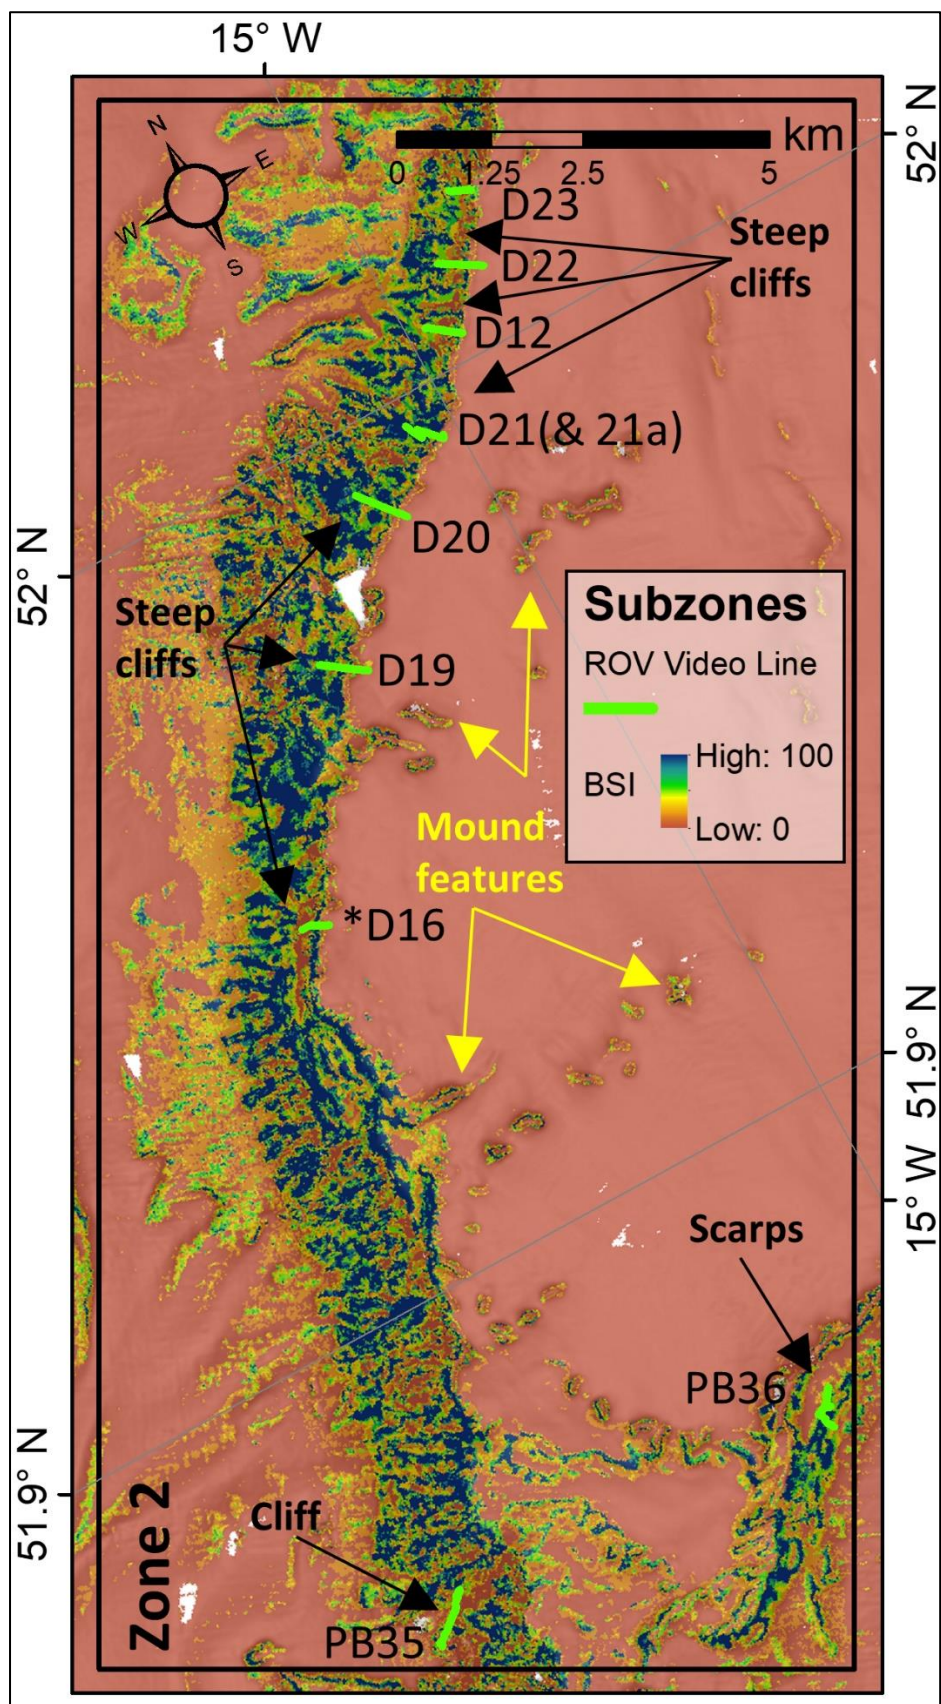 15° W
52° N
N
E
W
S
km
0 1.25 2.5 5
D23
Steep
cliffs
D22
D12
D21(& 21a)
D20
52° N
Subzones
ROV Video Line
BSI
High: 100
Low: 0
Steep
cliffs
D19
Mound
features
*D16
51.9° N
15° W
Scarps
PB36
51.9° N
Zone 2
Cliff
PB35